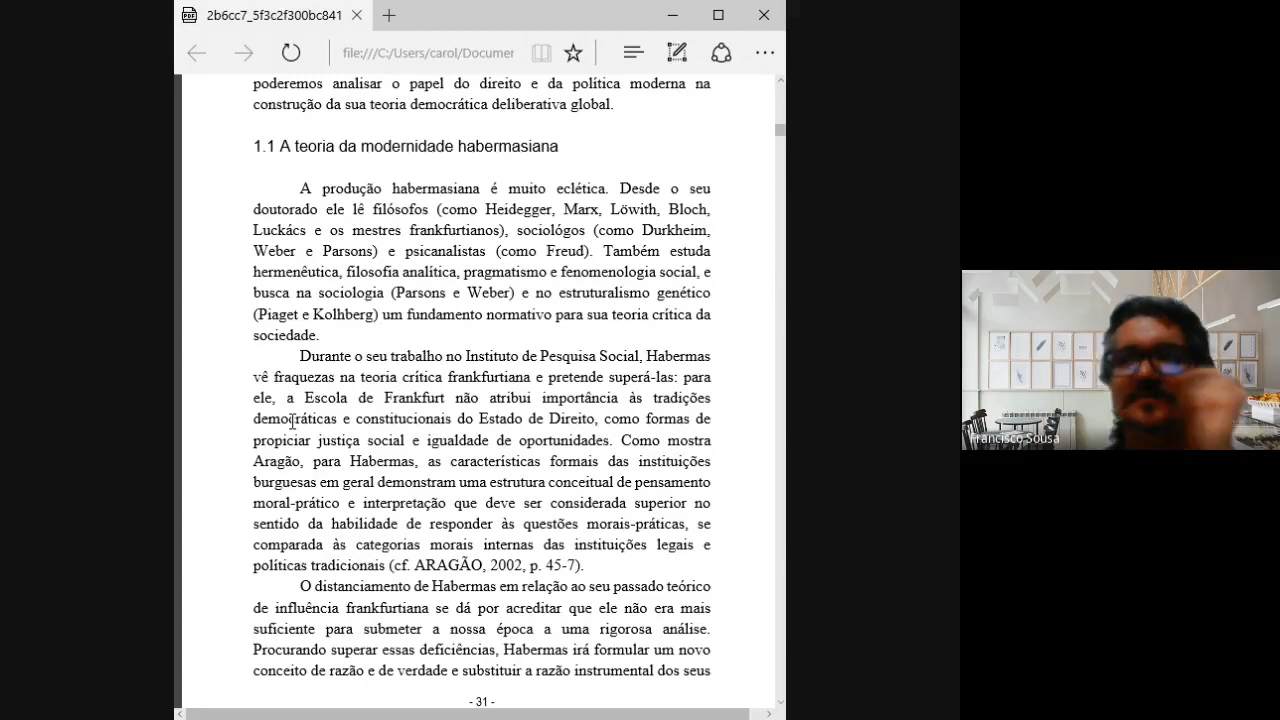 2b6cc7_5f3c2f300bc841
file:///C:/Users/carol/Documer
poderemos analisar o papel do direito e da política moderna na
construção da sua teoria democrática deliberativa global.
1.1 A teoria da modernidade habermasiana
A produção habermasiana é muito eclética. Desde o seu
doutorado ele lê filósofos (como Heidegger, Marx, Löwith, Bloch,
Luckács e os mestres frankfurtianos), sociológos (como Durkheim,
Weber e Parsons) e psicanalistas (como Freud). Também estuda
hermenêutica, filosofia analítica, pragmatismo e fenomenologia social, e
busca na sociologia (Parsons e Weber) e no estruturalismo genético
(Piaget e Kolhberg) um fundamento normativo para sua teoria crítica da
sociedade.
Durante o seu trabalho no Instituto de Pesquisa Social, Habermas
vê fraquezas na teoria crítica frankfurtiana e pretende superá-las: para
ele, a Escola de Frankfurt não atribui importância às tradições
democráticas e constitucionais do Estado de Direito, como formas de
propiciar justiça social e igualdade de oportunidades. Como mostra
Aragão, para Habermas, as características formais das instituições
burguesas em geral demonstram uma estrutura conceitual de pensamento
moral-prático e interpretação que deve ser considerada superior no
sentido da habilidade de responder às questões morais-práticas, se
comparada às categorias morais internas das instituições legais e
políticas tradicionais (cf. ARAGÃO, 2002, p. 45-7).
O distanciamento de Habermas em relação ao seu passado teórico
de influência frankfurtiana se dá por acreditar que ele não era mais
suficiente para submeter a nossa época a uma rigorosa análise.
Procurando superar essas deficiências, Habermas irá formular um novo
conceito de razão e de verdade e substituir a razão instrumental dos seus
- 31 -
Francisco Sousa